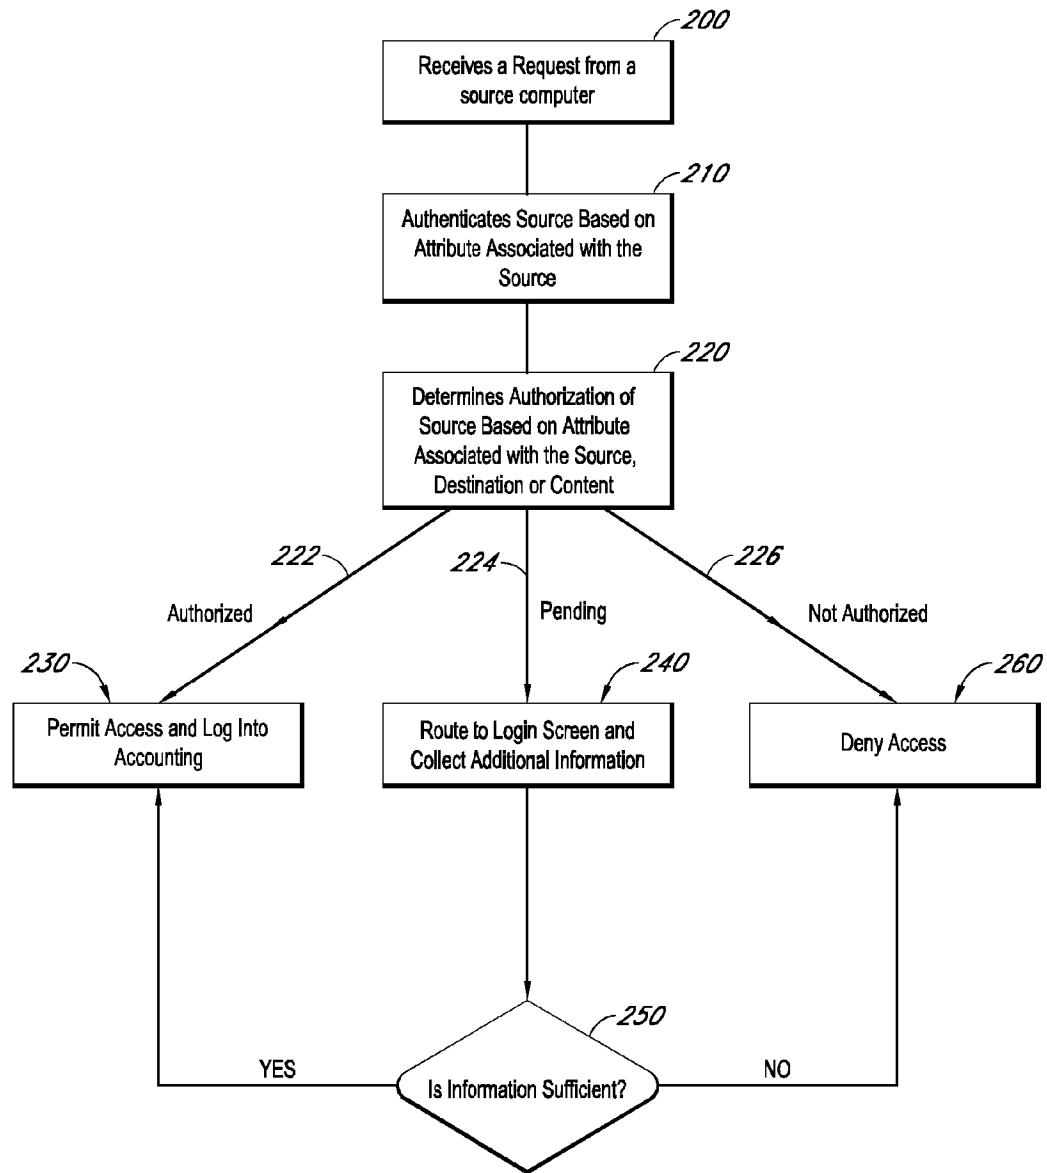 200
Receives a Request from a
source computer
210
Authenticates Source Based on
Attribute Associated with the
Source
220
Determines Authorization of
Source Based on Attribute
Associated with the Source,
Destination or Content
222
224
226
Authorized
Pending
Not Authorized
230
240
260
Permit Access and Log Into
Accounting
Route to Login Screen and
Collect Additional Information
Deny Access
250
YES
Is Information Sufficient?
NO